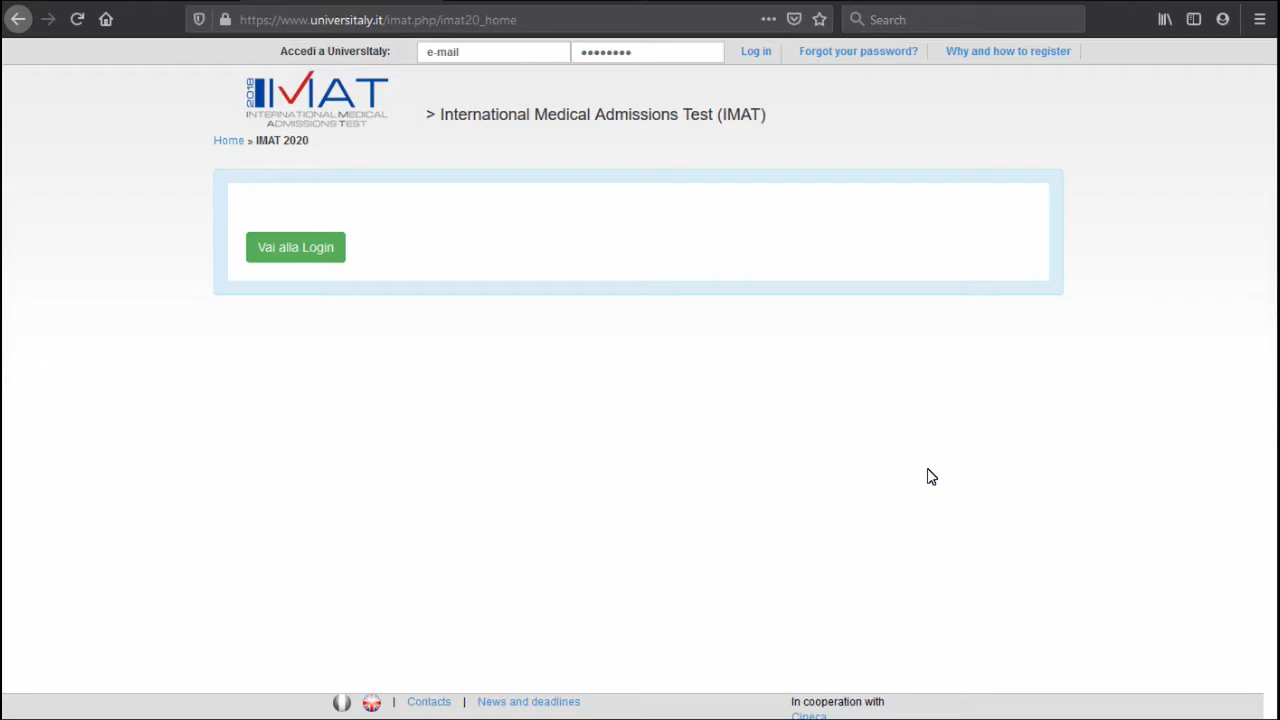 https://www.universitaly.it/imat.php/imat20_home
Search
Accedi a UniversItaly:
e-mail
Log in
Forgot your password?
Why and how to register
2018
IMAT
INTERNATIONAL MEDICAL
ADMISSIONS TEST
> International Medical Admissions Test (IMAT)
Home » IMAT 2020
Vai alla Login
| Contacts | News and deadlines
In cooperation with
Cineca